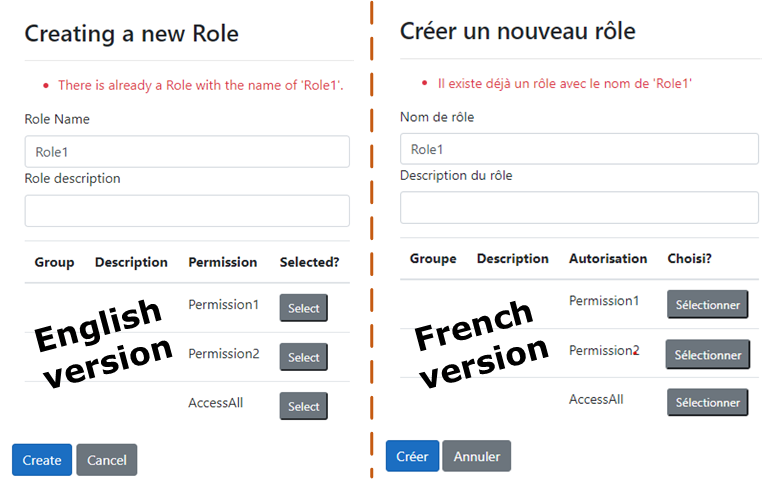 Creating a new Role
There is already a Role with the name of 'Role1'.
Role Name
Role1
Role description
Group Description Permission Selected?
Permission1 Select
Permission2 Select
AccessAll Select
English
version
Create Cancel
Créer un nouveau rôle
Il existe déjà un rôle avec le nom de 'Role1'
Nom de rôle
Role1
Description du rôle
Groupe Description Autorisation Choisi?
Permission1 Sélectionner
Permission2 Sélectionner
AccessAll Sélectionner
French
version
Créer Annuler